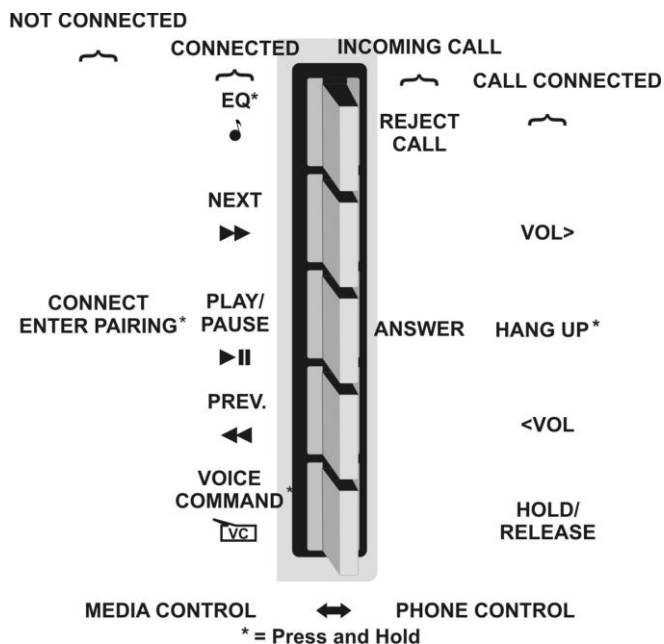 NOT CONNECTED
CONNECTED
INCOMING CALL
CALL CONNECTED
EQ*
REJECT
CALL
NEXT
VOL>
CONNECT
ENTER PAIRING*
PLAY/
PAUSE
ANSWER
HANG UP*
PREV.
<VOL
VOICE
COMMAND*
VC
HOLD/
RELEASE
MEDIA CONTROL
PHONE CONTROL
* = Press and Hold